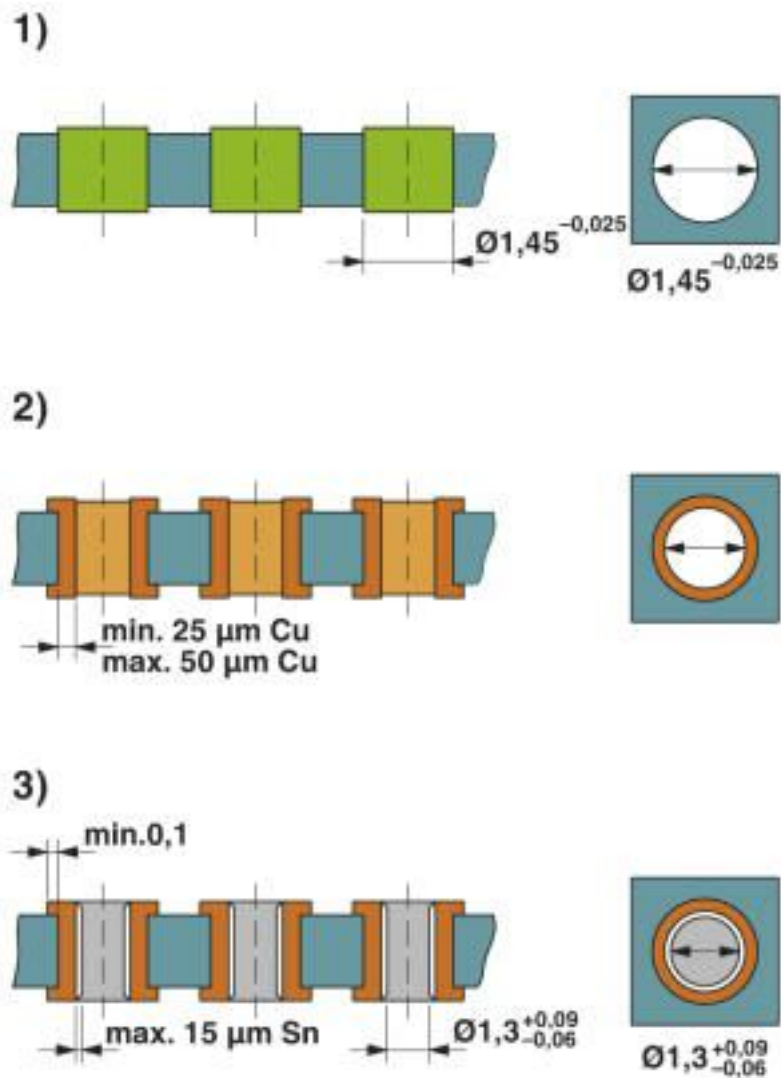 1)
Ø1,45 −0,025
Ø1,45 −0,025
2)
min. 25 µm Cu
max. 50 µm Cu
3)
min.0,1
max. 15 µm Sn
Ø1,3 +0,09 −0,06
Ø1,3 +0,09 −0,06